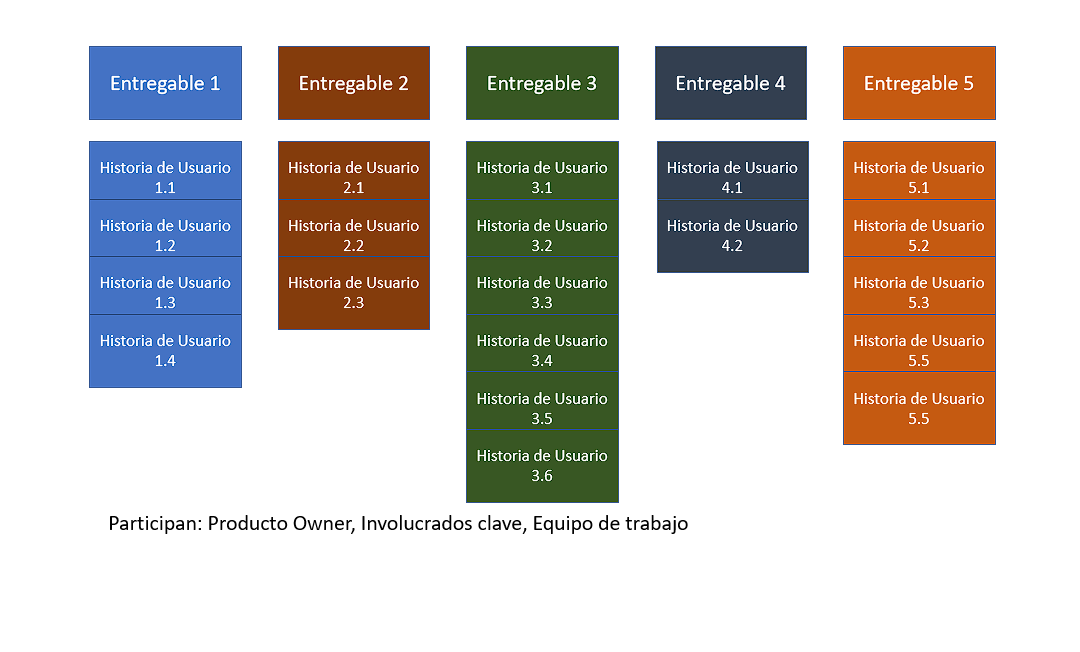 Entregable 1
Entregable 2
Entregable 3
Entregable 4
Entregable 5
Historia de Usuario
1.1
Historia de Usuario
1.2
Historia de Usuario
1.3
Historia de Usuario
1.4
Historia de Usuario
2.1
Historia de Usuario
2.2
Historia de Usuario
2.3
Historia de Usuario
3.1
Historia de Usuario
3.2
Historia de Usuario
3.3
Historia de Usuario
3.4
Historia de Usuario
3.5
Historia de Usuario
3.6
Historia de Usuario
4.1
Historia de Usuario
4.2
Historia de Usuario
5.1
Historia de Usuario
5.2
Historia de Usuario
5.3
Historia de Usuario
5.5
Historia de Usuario
5.5
Participan: Producto Owner, Involucrados clave, Equipo de trabajo